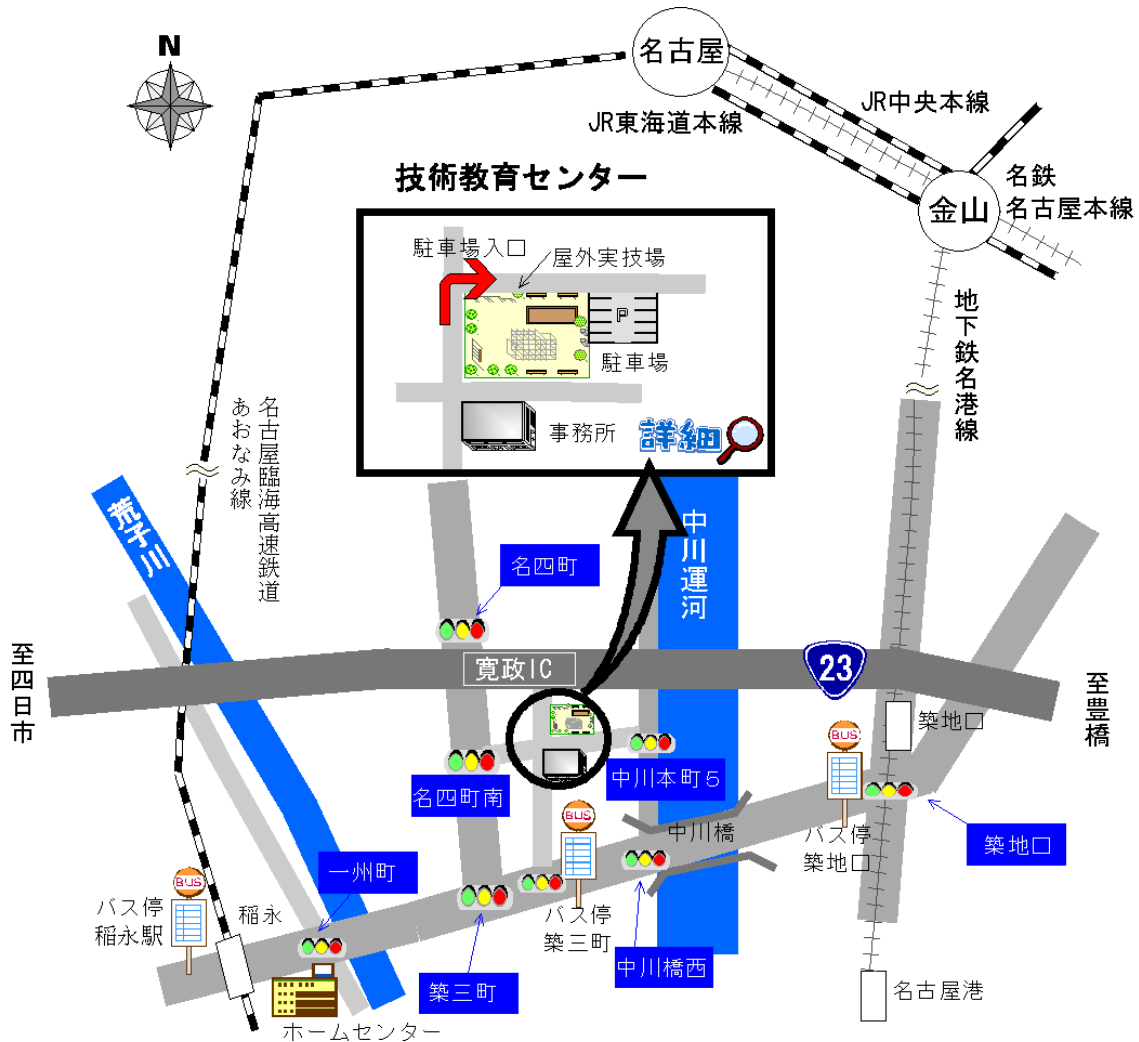 N
名古屋
JR中央本線
JR東海道本線
名鉄
名古屋本線
金山
技術教育センター
駐車場入口
屋外実技場
P
駐車場
事務所
詳細
地下鉄名港線
名古屋臨海高速鉄道
あおなみ線
荒子川
中川運河
名四町
至四日市
寛政IC
23
至豊橋
築地口
BUS
名四町南
中川本町5
BUS
中川橋
バス停
築地口
築地口
一州町
BUS
バス停
稲永駅
稲永
バス停
築三町
中川橋西
築三町
名古屋港
ホームセンター